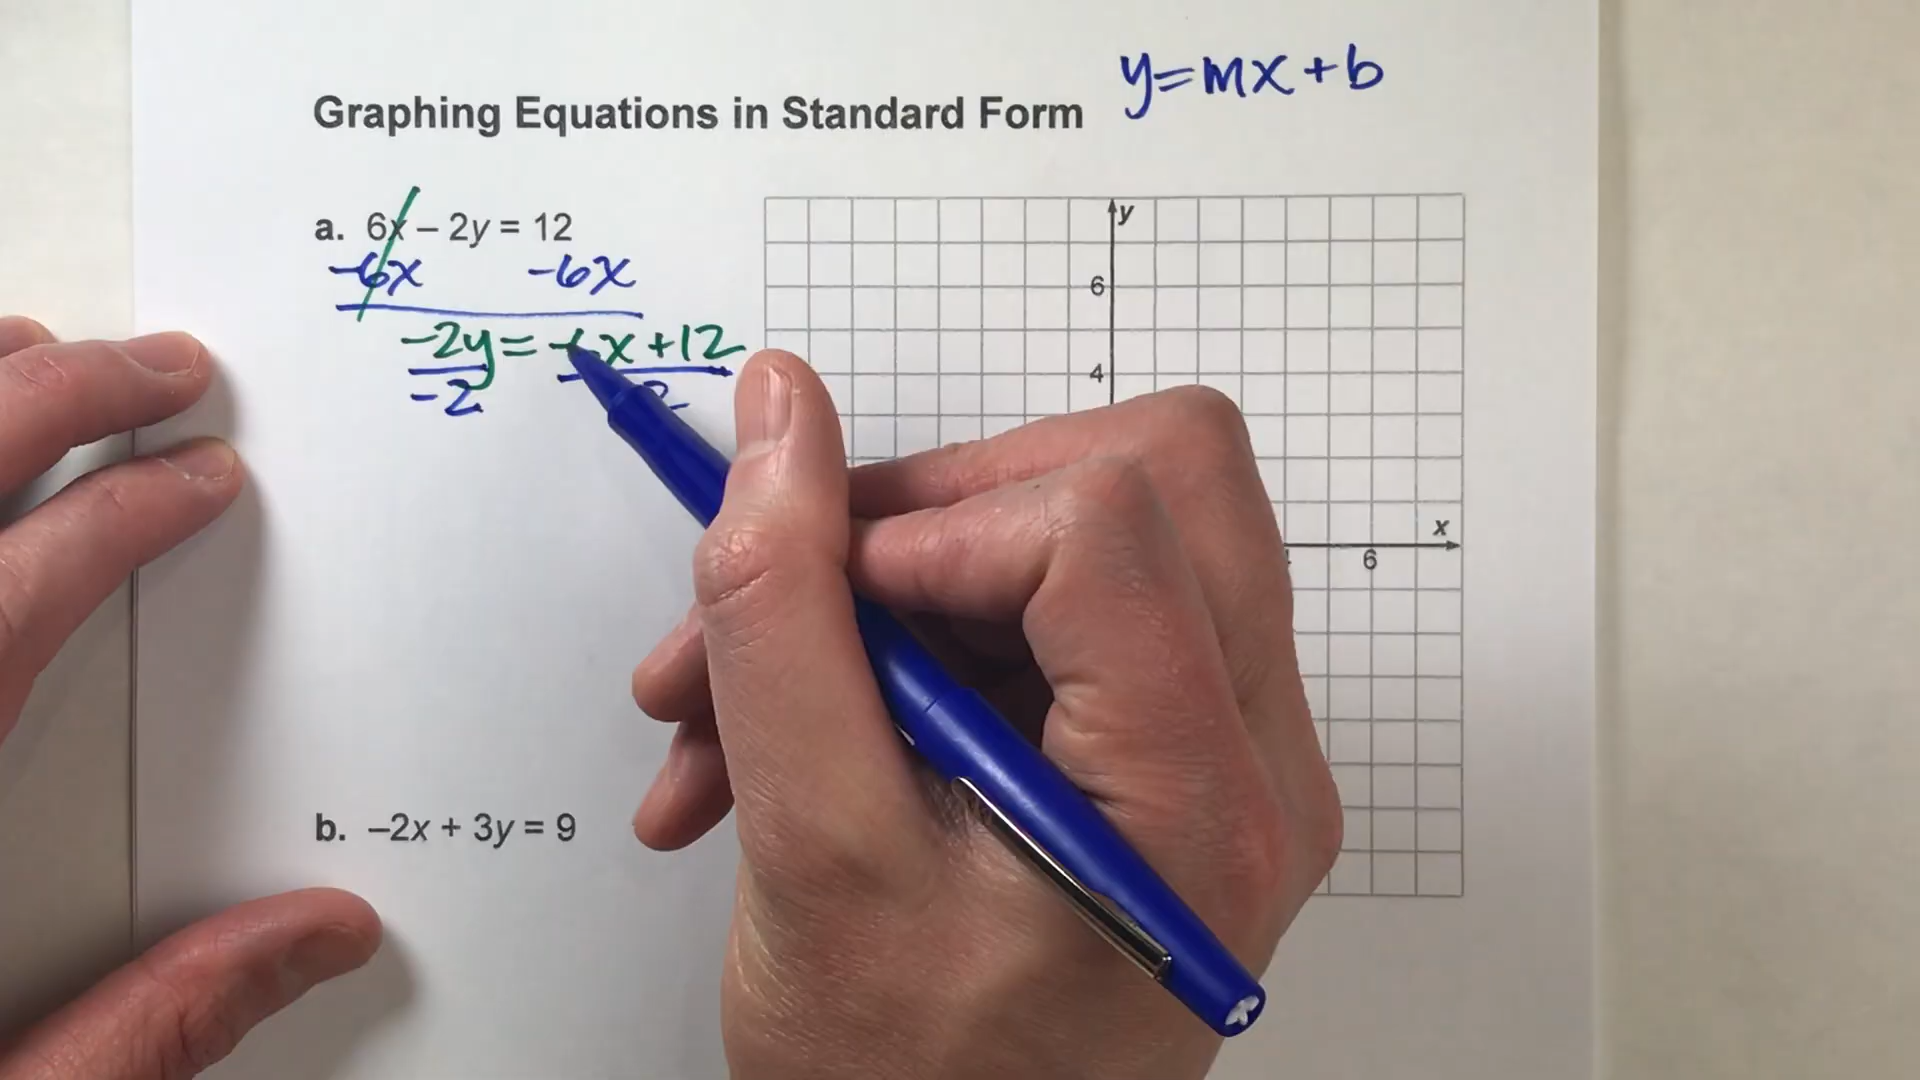 y=mx+b
Graphing Equations in Standard Form
a. 6x – 2y = 12
-6x -6x
-2y = -6x+12
-2 2
y
6
4
x
6
b. –2x + 3y = 9